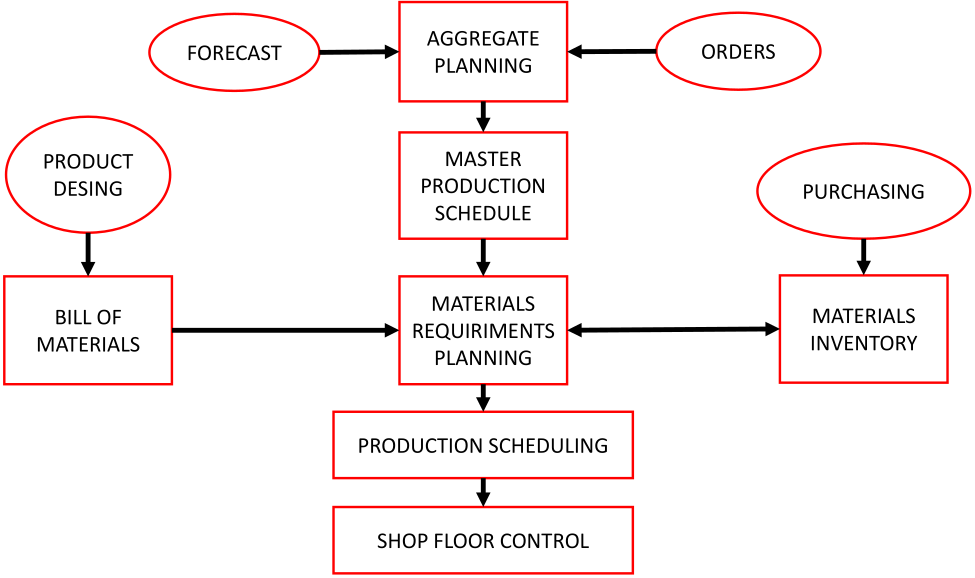 FORECAST
AGGREGATE
PLANNING
ORDERS
PRODUCT
DESING
MASTER
PRODUCTION
SCHEDULE
PURCHASING
BILL OF
MATERIALS
MATERIALS
REQUIRIMENTS
PLANNING
MATERIALS
INVENTORY
PRODUCTION SCHEDULING
SHOP FLOOR CONTROL